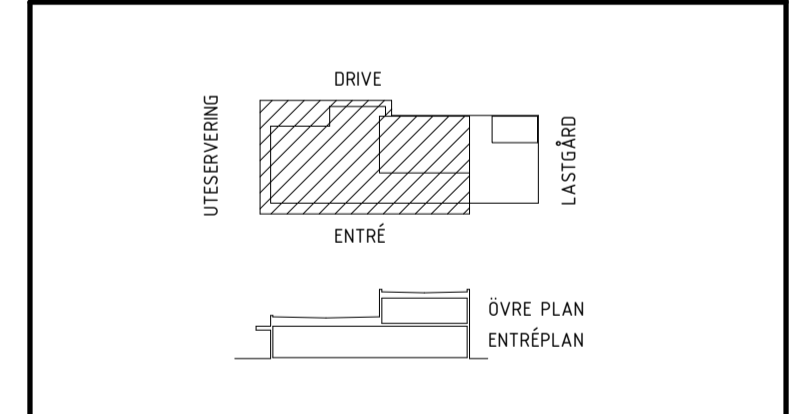 DRIVE
UTESERVERING
LASTGÅRD
ENTRÉ
ÖVRE PLAN
ENTRÉPLAN